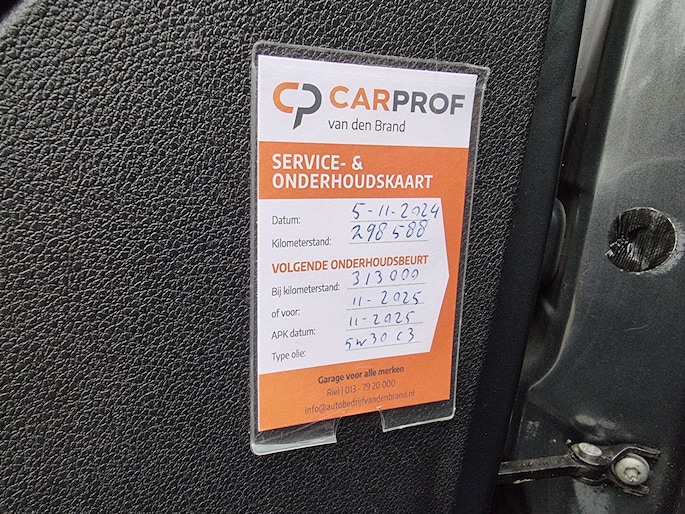 CP CARPROF
van den Brand
SERVICE- &
ONDERHOUDSKAART
Datum: 5-11-2024
Kilometerstand: 298588
VOLGENDE ONDERHOUDSBEURT
Bij kilometerstand: 313000
of voor: 11-2025
APK datum: 11-2025
Type olie: 5w30 C3
Garage voor alle merken
Riel | 013 - 79 20 000
info@autobedrijfvandenbrand.nl